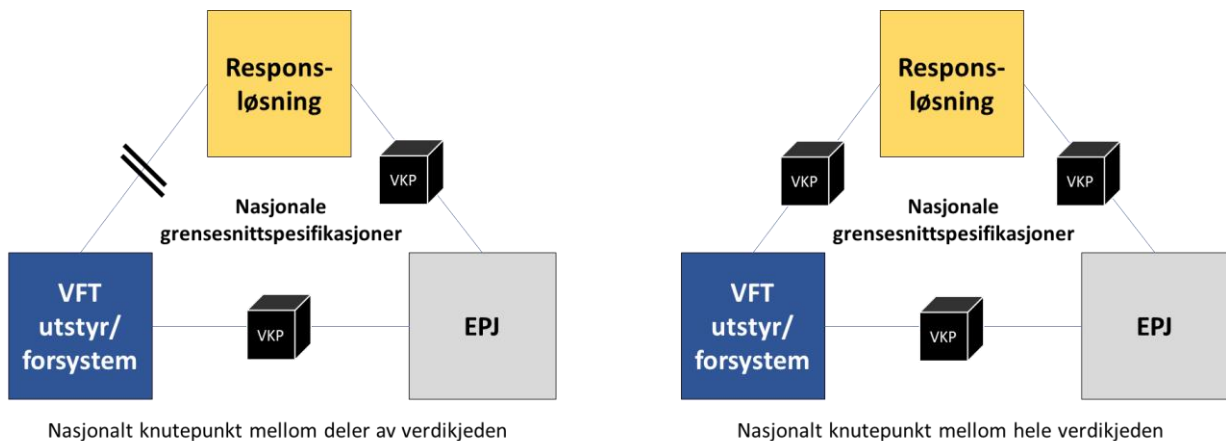 Respons-
løsning
VKP
Nasjonale
grensesnittspesifikasjoner
VFT
utstyr/
forsystem
VKP
EPJ
Nasjonalt knutepunkt mellom deler av verdikjeden
Respons-
løsning
VKP
VKP
Nasjonale
grensesnittspesifikasjoner
VFT
utstyr/
forsystem
VKP
EPJ
Nasjonalt knutepunkt mellom hele verdikjeden